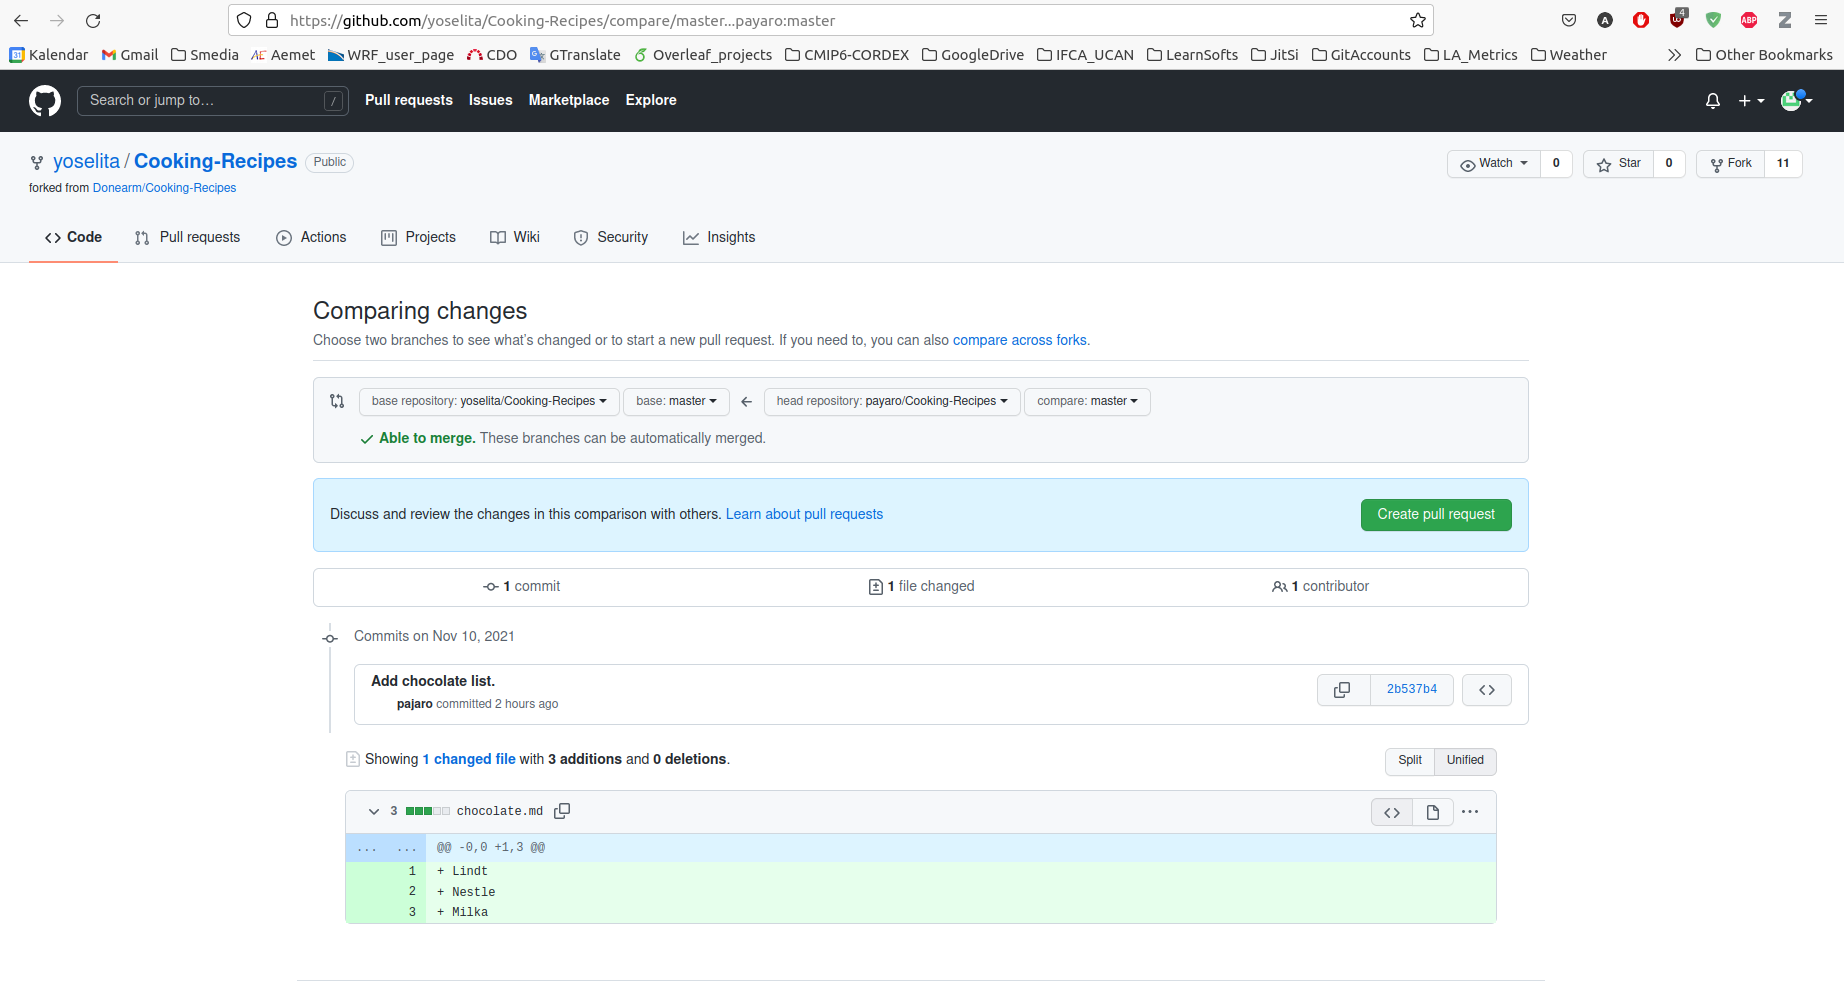 https://github.com/yoselita/Cooking-Recipes/compare/master...payaro:master
4
ABP
Kalendar Gmail Smedia Aemet WRF_user_page CDO GTranslate Overleaf_projects CMIP6-CORDEX GoogleDrive IFCA_UCAN LearnSofts JitSi GitAccounts LA_Metrics Weather Other Bookmarks
Search or jump to… / Pull requests Issues Marketplace Explore
yoselita / Cooking-Recipes Public
Watch 0 Star 0 Fork 11
forked from Donearm/Cooking-Recipes
Code Pull requests Actions Projects Wiki Security Insights
Comparing changes
Choose two branches to see what's changed or to start a new pull request. If you need to, you can also compare across forks.
base repository: yoselita/Cooking-Recipes base: master head repository: payaro/Cooking-Recipes compare: master
Able to merge. These branches can be automatically merged.
Discuss and review the changes in this comparison with others. Learn about pull requests Create pull request
1 commit 1 file changed 1 contributor
Commits on Nov 10, 2021
Add chocolate list.
pajaro committed 2 hours ago
2b537b4
Showing 1 changed file with 3 additions and 0 deletions.
Split Unified
3 chocolate.md
... ... @@ -0,0 +1,3 @@
1 + Lindt
2 + Nestle
3 + Milka